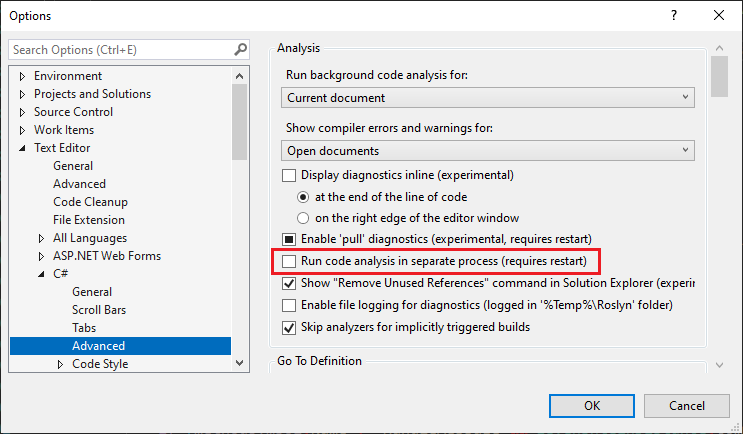 Options
Search Options (Ctrl+E)
Environment
Projects and Solutions
Source Control
Work Items
Text Editor
General
Advanced
Code Cleanup
File Extension
All Languages
ASP.NET Web Forms
C#
General
Scroll Bars
Tabs
Advanced
Code Style
Analysis
Run background code analysis for:
Current document
Show compiler errors and warnings for:
Open documents
Display diagnostics inline (experimental)
at the end of the line of code
on the right edge of the editor window
Enable 'pull' diagnostics (experimental, requires restart)
Run code analysis in separate process (requires restart)
Show "Remove Unused References" command in Solution Explorer (experir
Enable file logging for diagnostics (logged in '%Temp%\Roslyn' folder)
Skip analyzers for implicitly triggered builds
Go To Definition
OK
Cancel